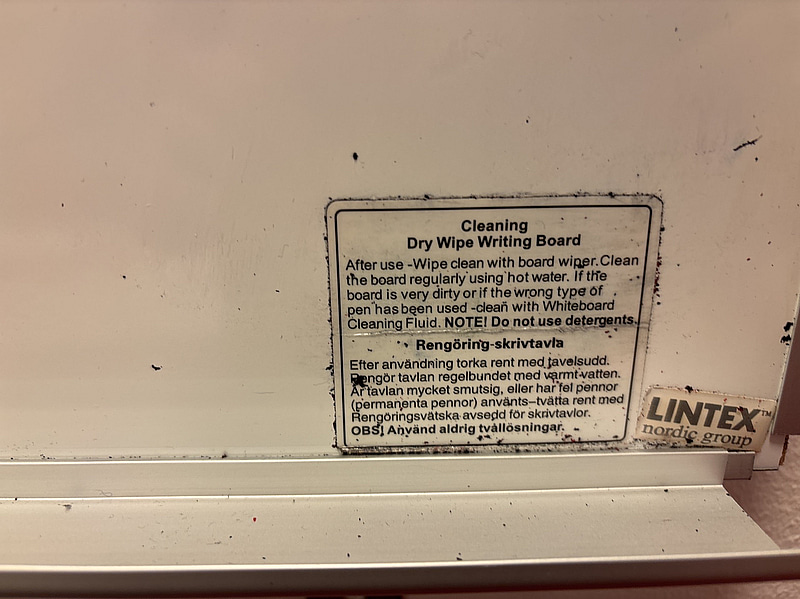 Cleaning
Dry Wipe Writing Board
After use -Wipe clean with board wiper.Clean
the board regularly using hot water. If the
board is very dirty or if the wrong type of
pen has been used -clean with Whiteboard
Cleaning Fluid. NOTE! Do not use detergents.
Rengöring-skrivtavla
Efter användning torka rent med tavelsudd.
Rengör tavlan regelbundet med varmt-vatten.
Är tavlan mycket smutsig, eller har fel pennor
(permanenta pennor) använts–tvätta rent med
Rengöringsvätska avsedd för skrivtavlor.
OBS! Använd aldrig tvållösningar.
LINTEX™
nordic group